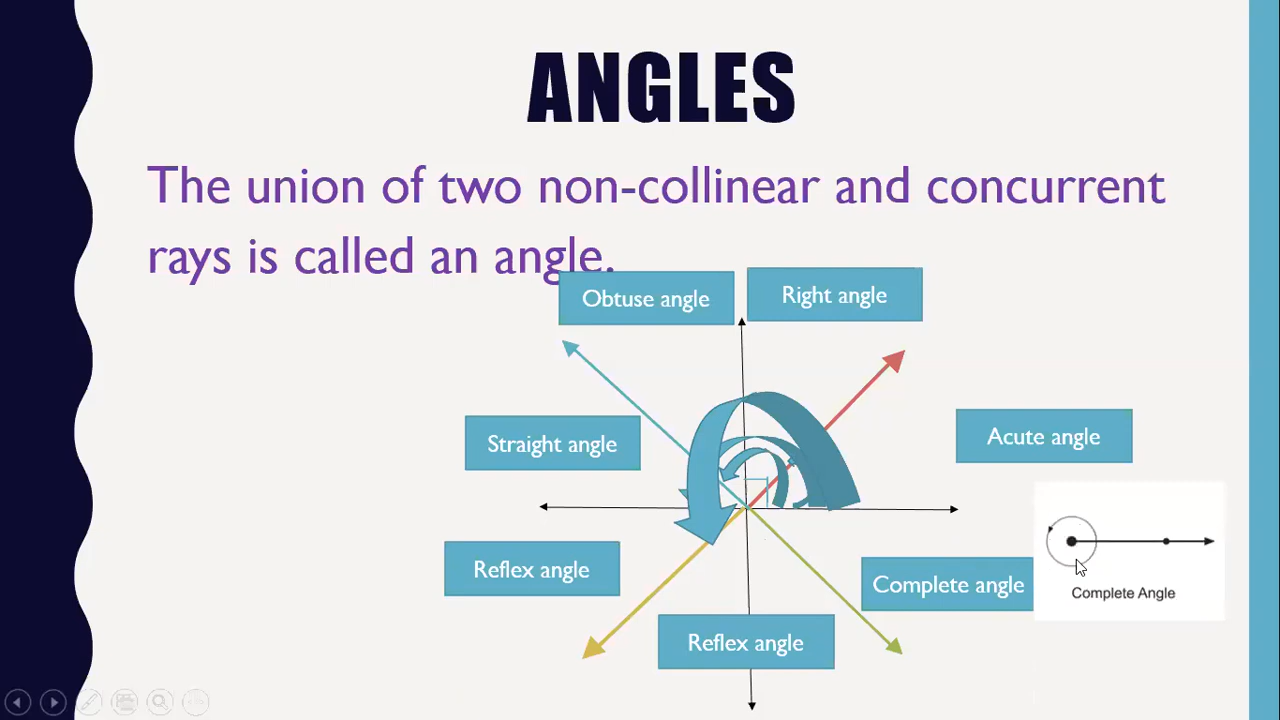 ANGLES
The union of two non-collinear and concurrent
rays is called an angle.
Obtuse angle
Right angle
Straight angle
Acute angle
Reflex angle
Complete angle
Complete Angle
Reflex angle